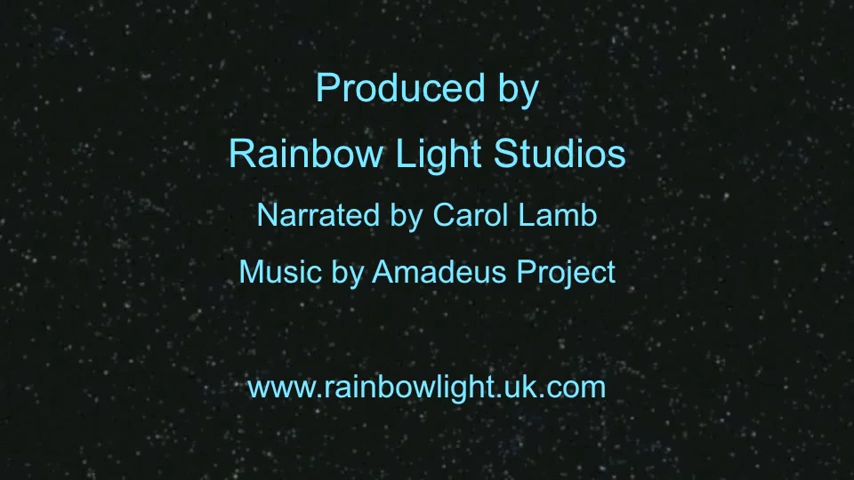 Produced by
Rainbow Light Studios
Narrated by Carol Lamb
Music by Amadeus Project
www.rainbowlight.uk.com